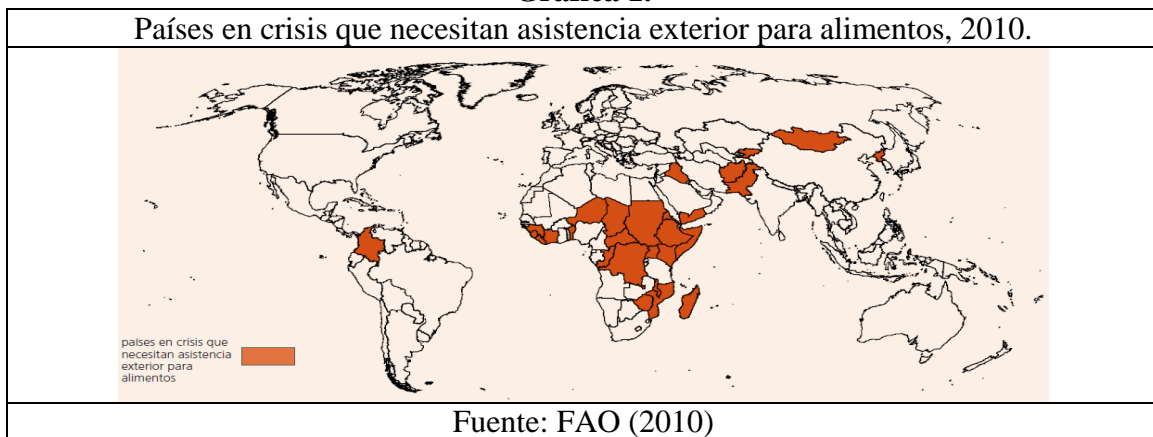 Países en crisis que necesitan asistencia exterior para alimentos, 2010.
países en crisis que
necesitan asistencia
exterior para
alimentos
Fuente: FAO (2010)